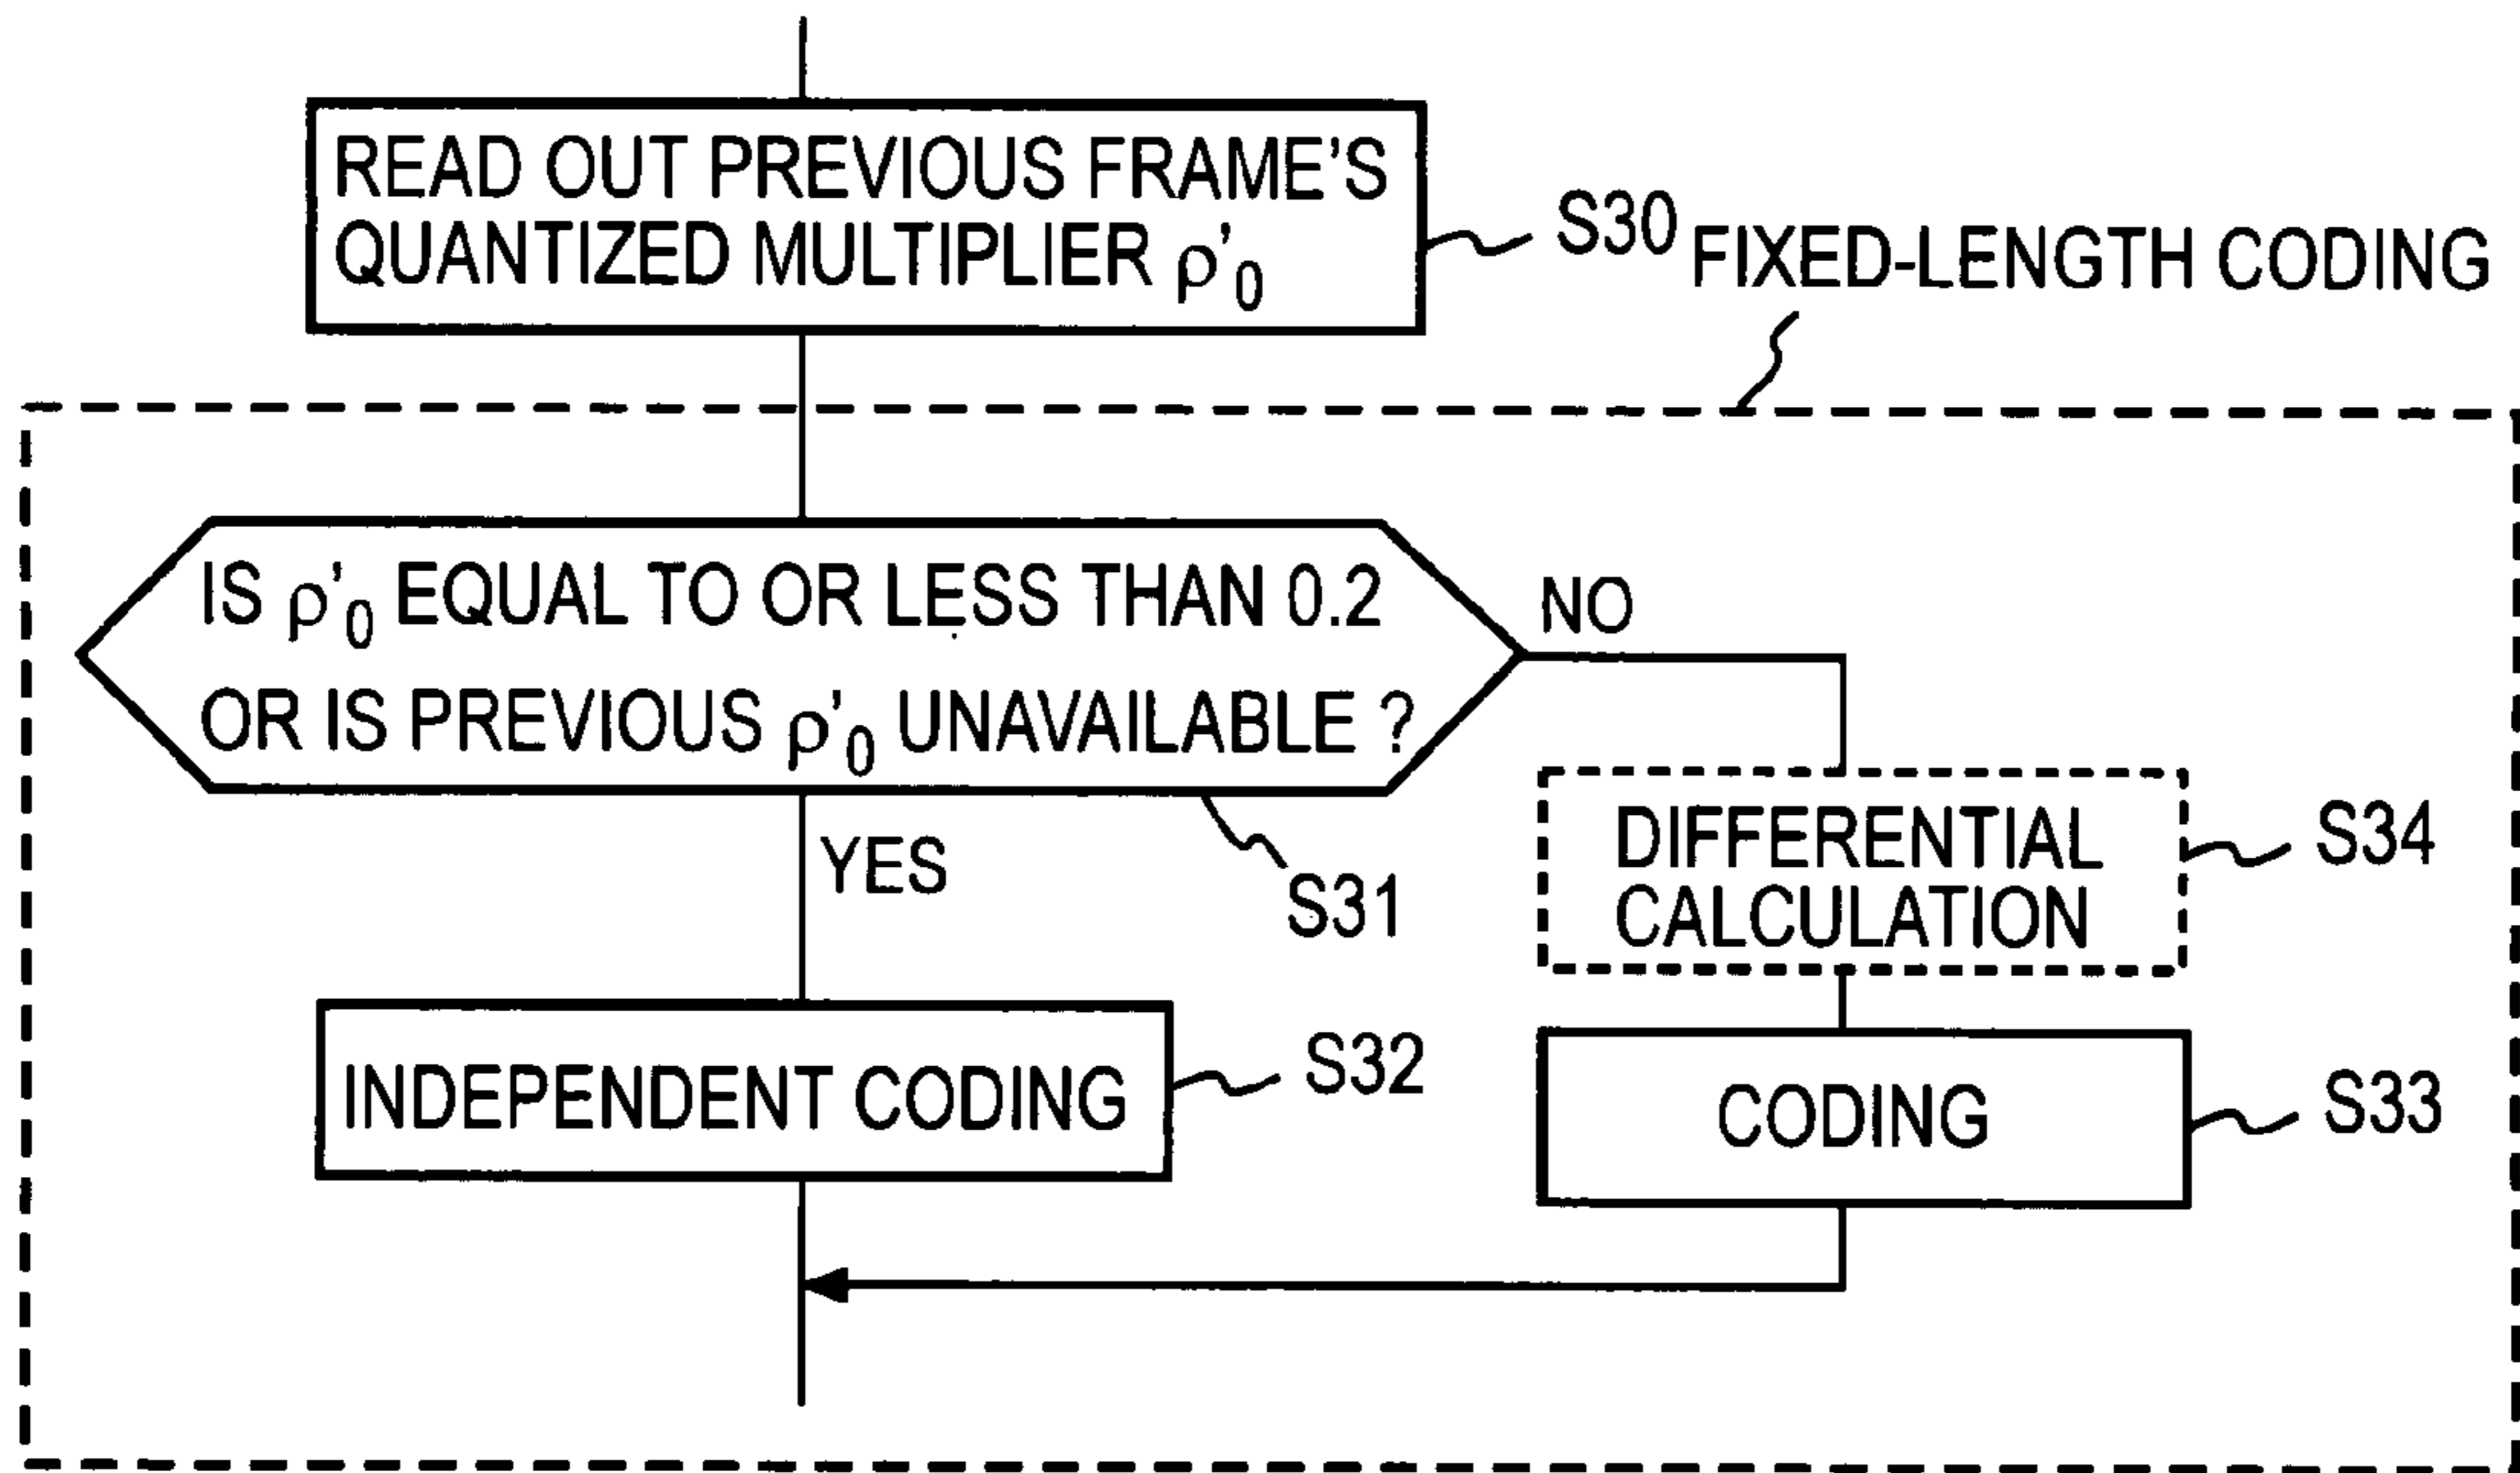 READ OUT PREVIOUS FRAME'S
QUANTIZED MULTIPLIER ρ'0
S30
FIXED-LENGTH CODING
IS ρ'0 EQUAL TO OR LESS THAN 0.2
OR IS PREVIOUS ρ'0 UNAVAILABLE ?
NO
YES
S31
DIFFERENTIAL
CALCULATION
S34
INDEPENDENT CODING
S32
CODING
S33